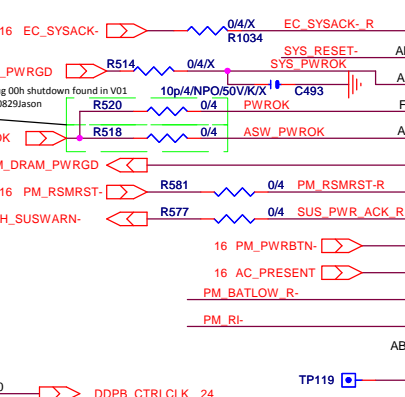 16 EC_SYSACK- 0/4/X EC_SYSACK-_R
R1034
SYS_RESET-
_PWRGD R514 0/4/X SYS_PWROK
10p/4/NPO/50V/K/X C493
ug 00h shutdown found in V01
0829Jason
R520 0/4 PWROK
OK R518 0/4 ASW_PWROK
M_DRAM_PWRGD
16 PM_RSMRST- R581 0/4 PM_RSMRST-R
H_SUSWARN- R577 0/4 SUS_PWR_ACK_R
16 PM_PWRBTN-
16 AC_PRESENT
PM_BATLOW_R-
PM_RI-
AB
TP119
DDPB_CTRLCLK 24